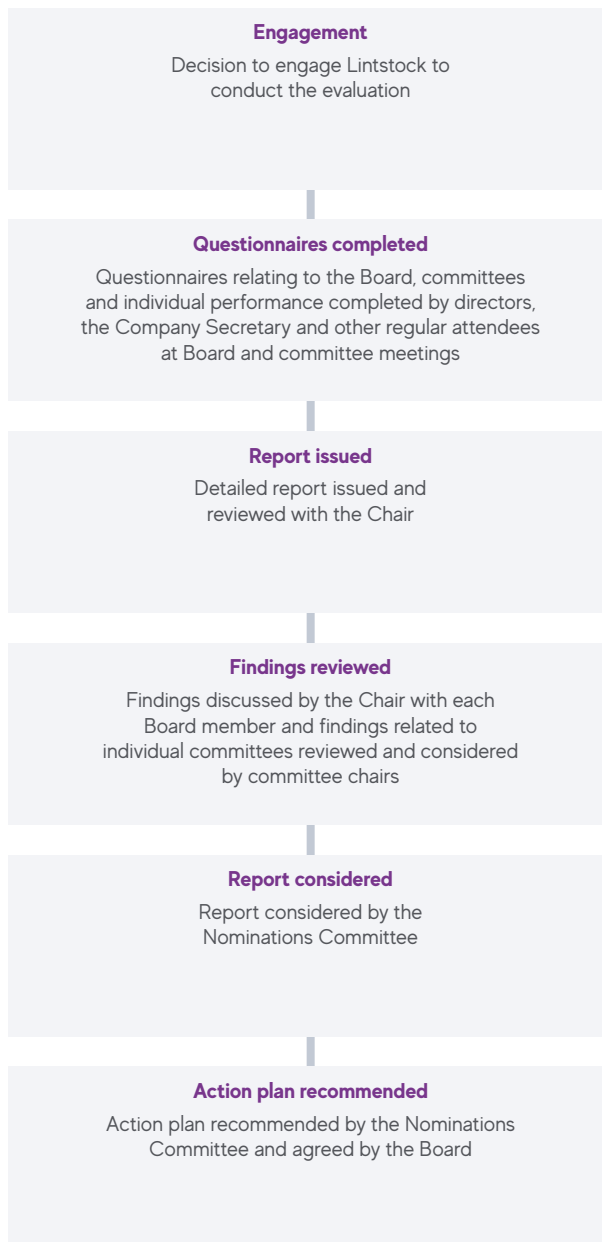 Engagement
Decision to engage Lintstock to
conduct the evaluation
Questionnaires completed
Questionnaires relating to the Board, committees
and individual performance completed by directors,
the Company Secretary and other regular attendees
at Board and committee meetings
Report issued
Detailed report issued and
reviewed with the Chair
Findings reviewed
Findings discussed by the Chair with each
Board member and findings related to
individual committees reviewed and considered
by committee chairs
Report considered
Report considered by the
Nominations Committee
Action plan recommended
Action plan recommended by the Nominations
Committee and agreed by the Board